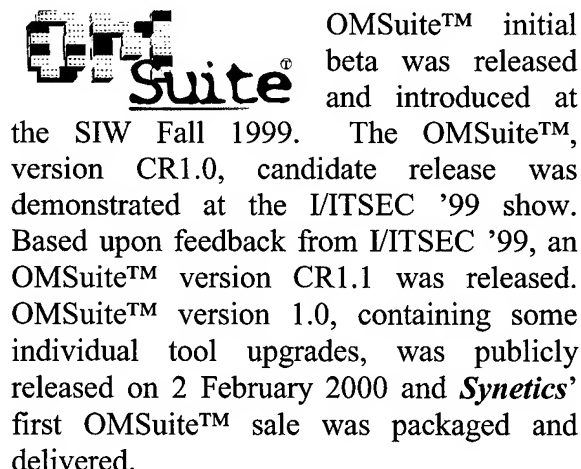 OM
Suite®
OMSuite™ initial
beta was released
and introduced at
the SIW Fall 1999. The OMSuite™,
version CR1.0, candidate release was
demonstrated at the I/ITSEC '99 show.
Based upon feedback from I/ITSEC '99, an
OMSuite™ version CR1.1 was released.
OMSuite™ version 1.0, containing some
individual tool upgrades, was publicly
released on 2 February 2000 and Synetics'
first OMSuite™ sale was packaged and
delivered.